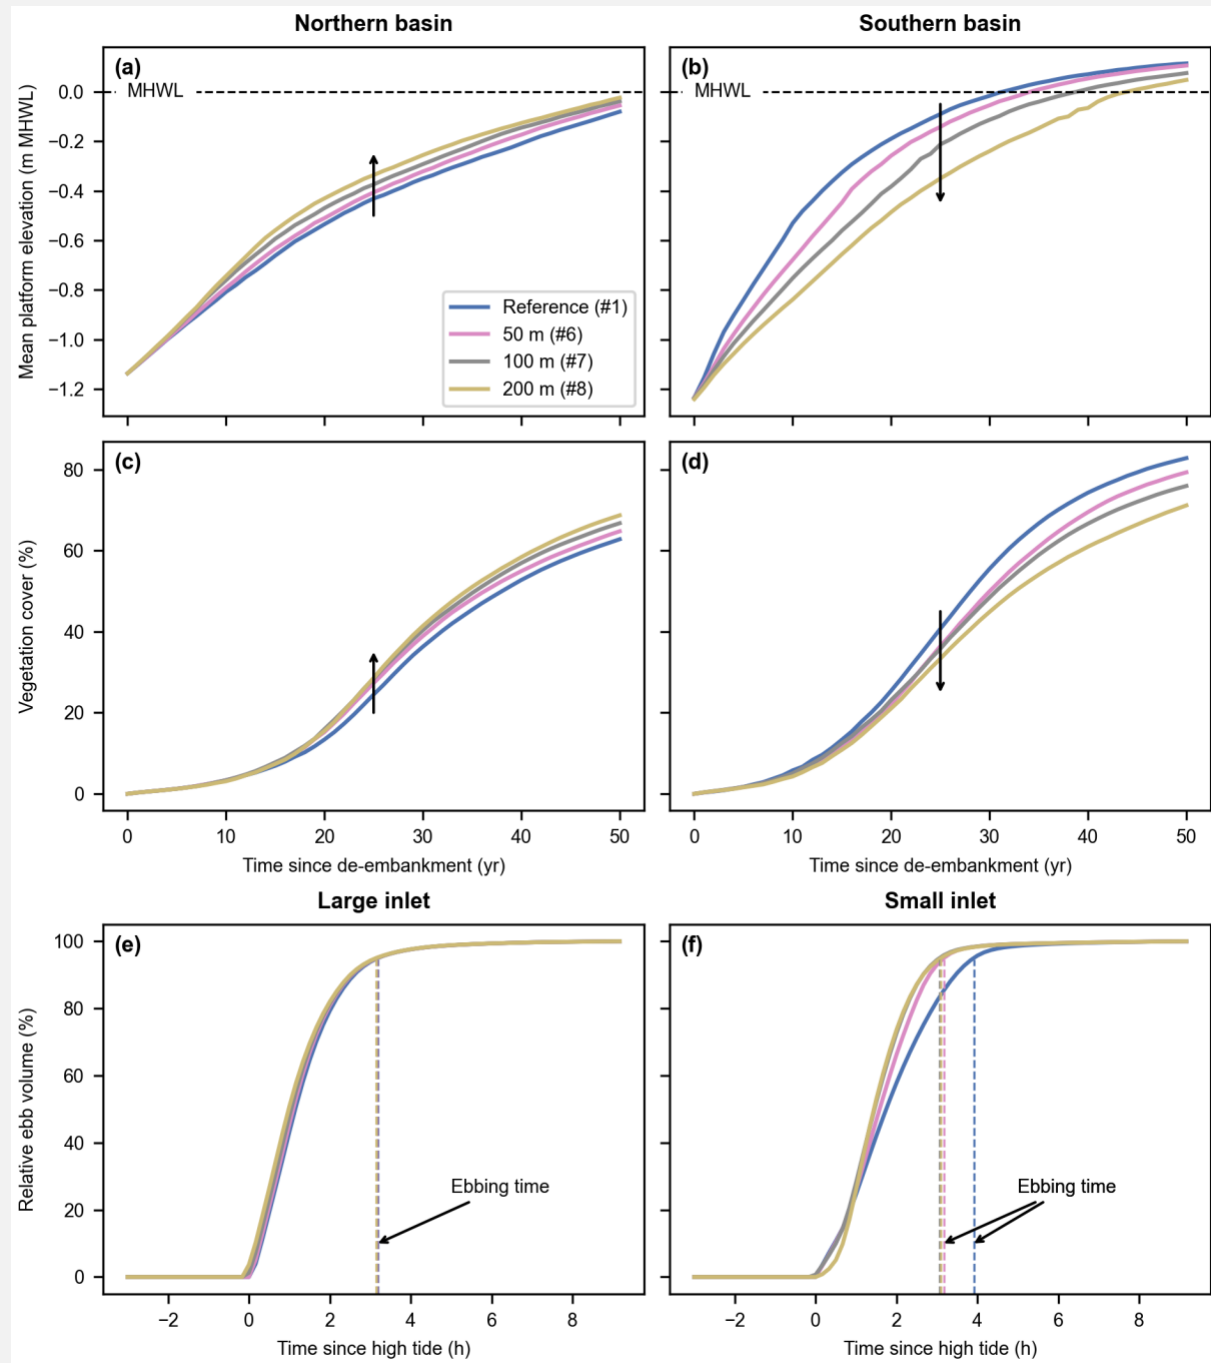 Northern basin
Southern basin
(a)
(b)
MHWL
MHWL
Mean platform elevation (m MHWL)
0.0
−0.2
−0.4
−0.6
−0.8
−1.0
−1.2
Reference (#1)
50 m (#6)
100 m (#7)
200 m (#8)
(c)
(d)
Vegetation cover (%)
80
60
40
20
0
0 10 20 30 40 50
0 10 20 30 40 50
Time since de-embankment (yr)
Time since de-embankment (yr)
Large inlet
Small inlet
(e)
(f)
Relative ebb volume (%)
100
80
60
40
20
0
Ebbing time
Ebbing time
−2 0 2 4 6 8
−2 0 2 4 6 8
Time since high tide (h)
Time since high tide (h)